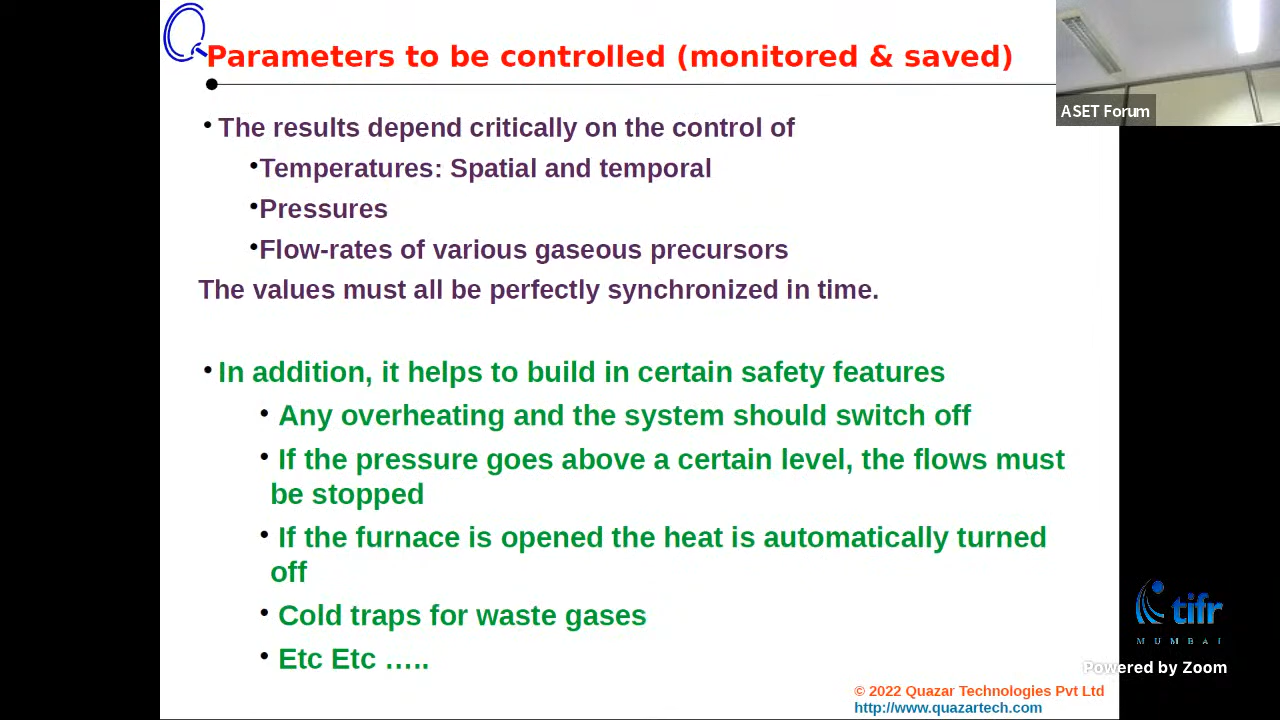 Parameters to be controlled (monitored & saved)
ASET Forum
• The results depend critically on the control of
•Temperatures: Spatial and temporal
•Pressures
•Flow-rates of various gaseous precursors
The values must all be perfectly synchronized in time.
• In addition, it helps to build in certain safety features
• Any overheating and the system should switch off
• If the pressure goes above a certain level, the flows must
be stopped
• If the furnace is opened the heat is automatically turned
off
• Cold traps for waste gases
• Etc Etc …..
tifr
MUMBAI
Powered by Zoom
© 2022 Quazar Technologies Pvt Ltd
http://www.quazartech.com